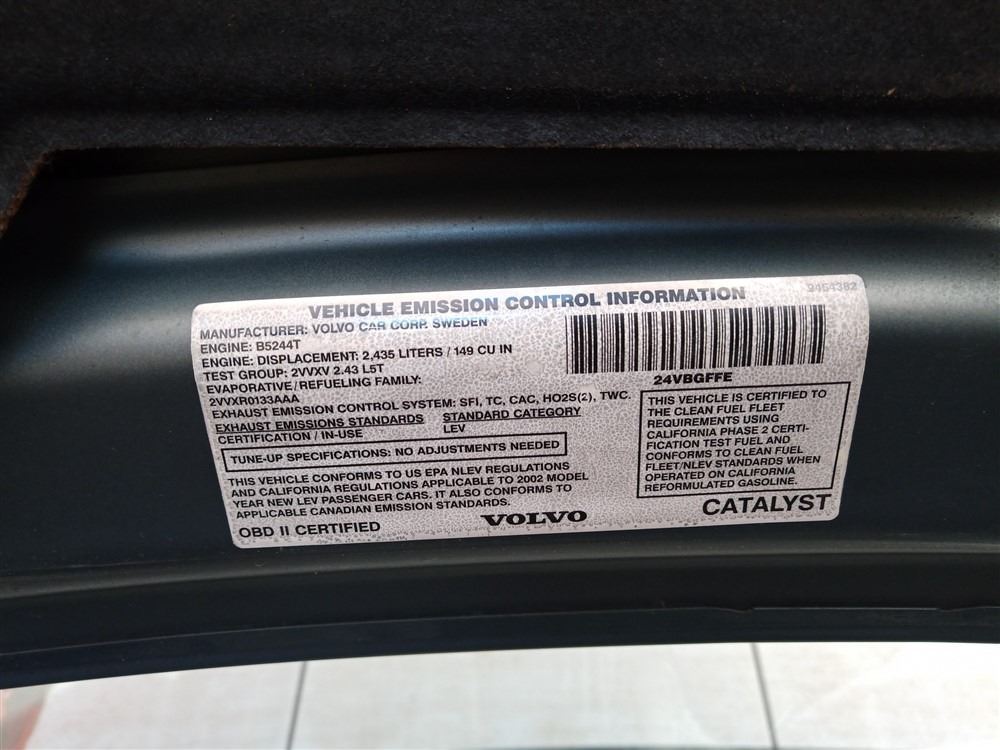 VEHICLE EMISSION CONTROL INFORMATION
9454382
MANUFACTURER: VOLVO CAR CORP. SWEDEN
ENGINE: B5244T
ENGINE: DISPLACEMENT: 2,435 LITERS / 149 CU IN
TEST GROUP: 2VVXV 2.43 L5T
EVAPORATIVE / REFUELING FAMILY:
2VVXR0133AAA
EXHAUST EMISSION CONTROL SYSTEM: SFI, TC, CAC, HO2S(2), TWC.
EXHAUST EMISSIONS STANDARDS STANDARD CATEGORY
CERTIFICATION / IN-USE LEV
TUNE-UP SPECIFICATIONS: NO ADJUSTMENTS NEEDED
THIS VEHICLE CONFORMS TO US EPA NLEV REGULATIONS
AND CALIFORNIA REGULATIONS APPLICABLE TO 2002 MODEL
YEAR NEW LEV PASSENGER CARS. IT ALSO CONFORMS TO
APPLICABLE CANADIAN EMISSION STANDARDS.
OBD II CERTIFIED
VOLVO
24VBGFFE
THIS VEHICLE IS CERTIFIED TO
THE CLEAN FUEL FLEET
REQUIREMENTS USING
CALIFORNIA PHASE 2 CERTI-
FICATION TEST FUEL AND
CONFORMS TO CLEAN FUEL
FLEET/NLEV STANDARDS WHEN
OPERATED ON CALIFORNIA
REFORMULATED GASOLINE.
CATALYST